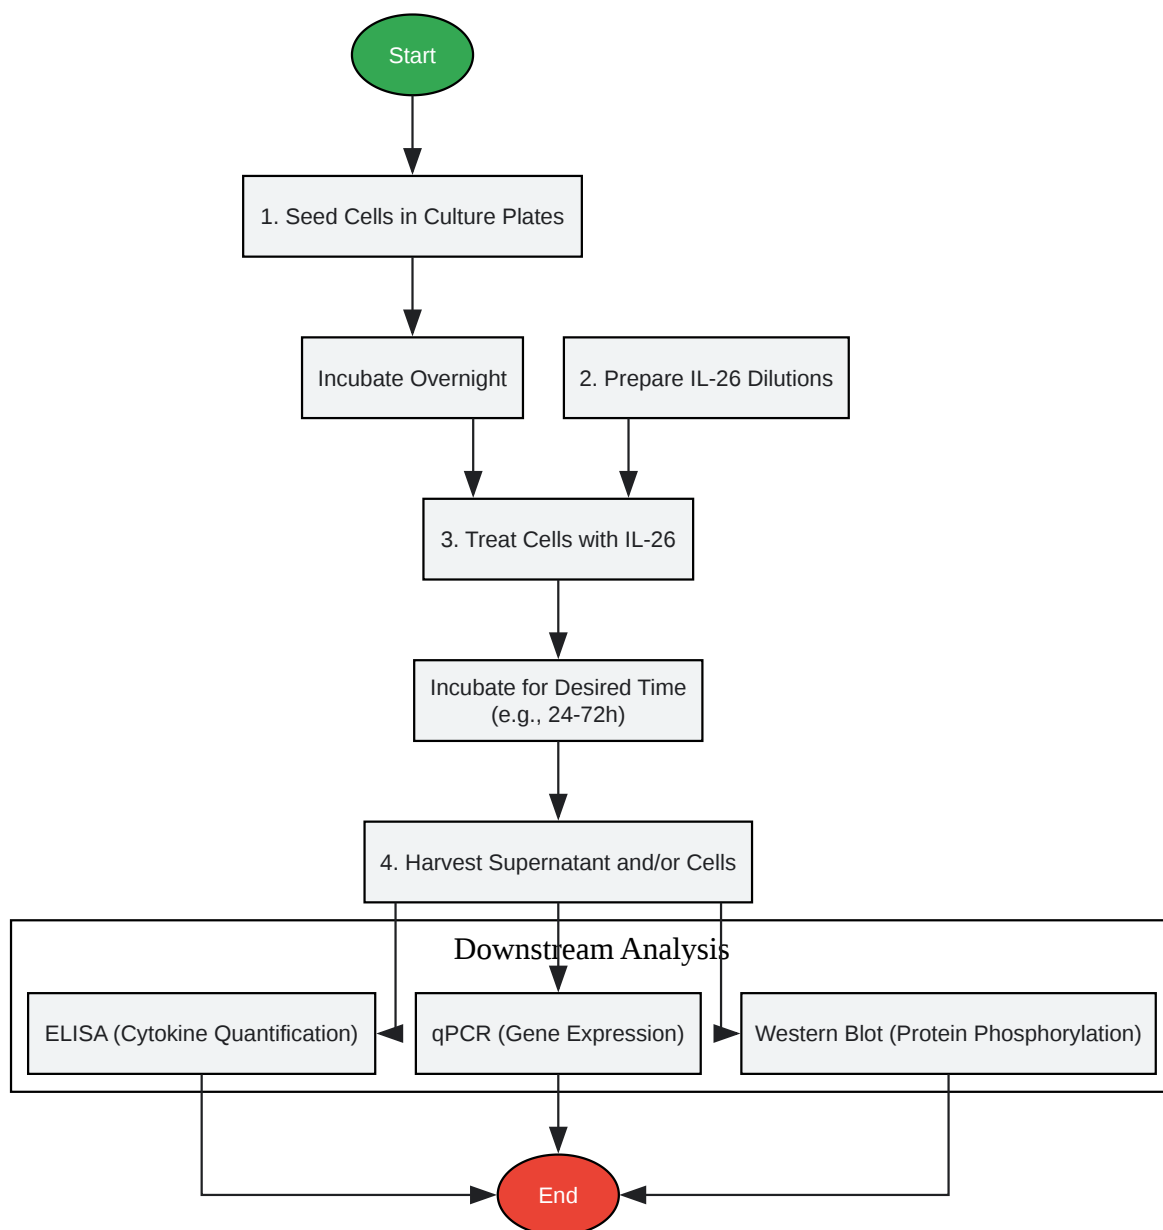 Start
1. Seed Cells in Culture Plates
Incubate Overnight
2. Prepare IL-26 Dilutions
3. Treat Cells with IL-26
Incubate for Desired Time
(e.g., 24-72h)
4. Harvest Supernatant and/or Cells
Downstream Analysis
ELISA (Cytokine Quantification)
qPCR (Gene Expression)
Western Blot (Protein Phosphorylation)
End